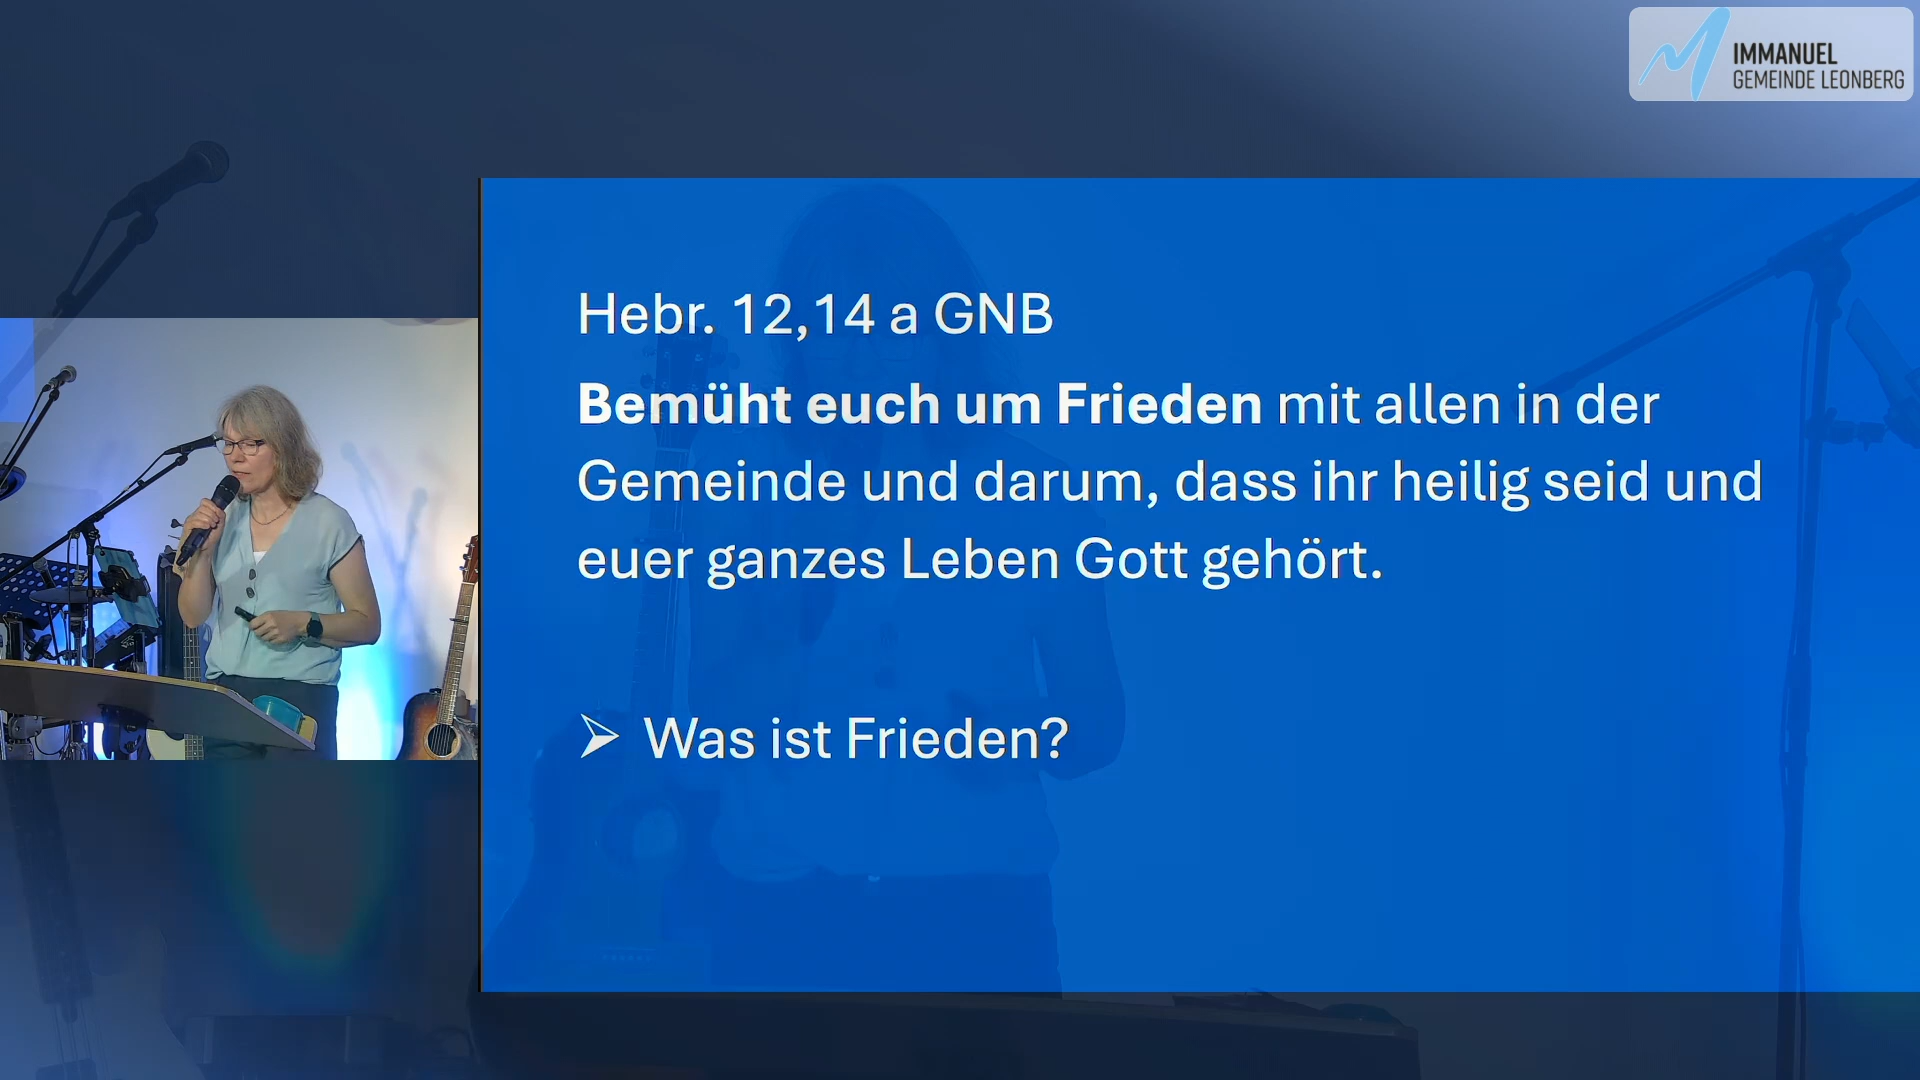 IMMANUEL
GEMEINDE LEONBERG
Hebr. 12,14 a GNB
Bemüht euch um Frieden mit allen in der
Gemeinde und darum, dass ihr heilig seid und
euer ganzes Leben Gott gehört.
➢ Was ist Frieden?